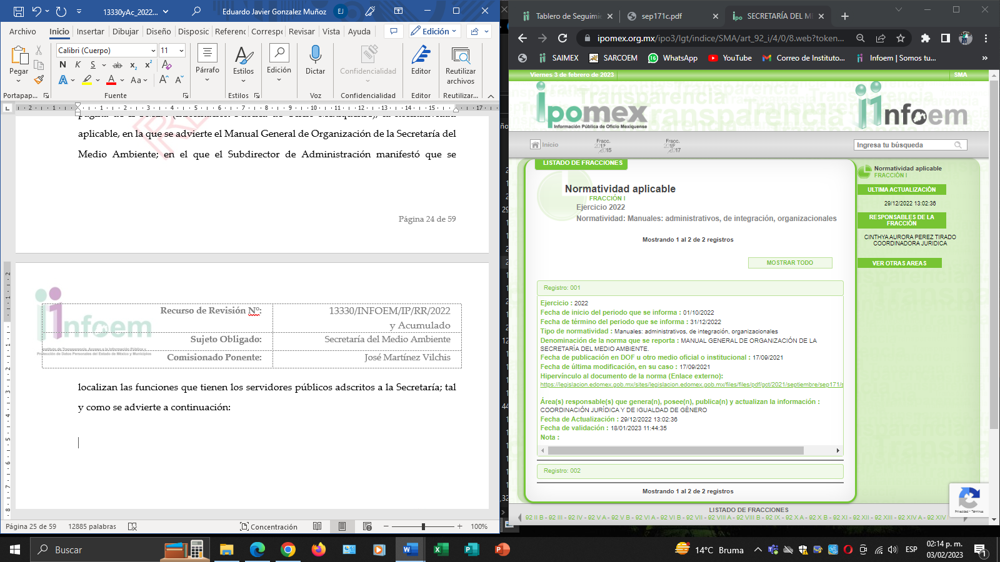 13330yAc_2022...
Eduardo Javier Gonzalez Muñoz
EJ
Archivo
Inicio
Insertar
Dibujar
Diseño
Disposic
Referenc
Corresp
Revisar
Vista
Ayuda
Edición
Calibri (Cuerpo)
11
Pegar
Párrafo
Estilos
Edición
Dictar
Confidencialidad
Editor
Reutilizar archivos
Portapap...
Fuente
Estilos
Voz
Confidencialidad
Editor
Reutilizar...
aplicable, en la que se advierte el Manual General de Organización de la Secretaría del
Medio Ambiente; en el que el Subdirector de Administración manifestó que se
Página 24 de 59
Recurso de Revisión N°:
13330/INFOEM/IP/RR/2022
y Acumulado
Sujeto Obligado:
Secretaría del Medio Ambiente
Comisionado Ponente:
José Martínez Vilchis
infoem
Instituto de Transparencia, Acceso a la Información Pública y
Protección de Datos Personales del Estado de México y Municipios
localizan las funciones que tienen los servidores públicos adscritos a la Secretaría; tal
y como se advierte a continuación:
Página 25 de 59
12885 palabras
Concentración
100%
Tablero de Seguimie
sep171c.pdf
SECRETARÍA DEL M
ipomex.org.mx/ipo3/lgt/indice/SMA/art_92_i/4/0/8.web?token...
SAIMEX
SARCOEM
WhatsApp
YouTube
Correo de Instituto...
Infoem | Somos tu...
Viernes 3 de febrero de 2023
SMA
ipomex
Información Pública de Oficio Mexiquense
Transparencia
infoem
Inicio
Fracc.
2015
Fracc.
2017
Ingresa tu búsqueda
LISTADO DE FRACCIONES
Normatividad aplicable
FRACCIÓN I
Ejercicio 2022
Normatividad: Manuales: administrativos, de integración, organizacionales
Mostrando 1 al 2 de 2 registros
MOSTRAR TODO
Registro: 001
Ejercicio : 2022
Fecha de inicio del periodo que se informa : 01/10/2022
Fecha de término del periodo que se informa : 31/12/2022
Tipo de normatividad : Manuales: administrativos, de integración, organizacionales
Denominación de la norma que se reporta : MANUAL GENERAL DE ORGANIZACIÓN DE LA
SECRETARÍA DEL MEDIO AMBIENTE.
Fecha de publicación en DOF u otro medio oficial o institucional : 17/09/2021
Fecha de última modificación, en su caso : 17/09/2021
Hipervínculo al documento de la norma (Enlace externo):
https://legislacion.edomex.gob.mx/sites/legislacion.edomex.gob.mx/files/files/pdf/gct/2021/septiembre/sep171/s
Área(s) responsable(s) que genera(n), posee(n), publica(n) y actualizan la información :
COORDINACIÓN JURÍDICA Y DE IGUALDAD DE GÉNERO
Fecha de Actualización : 29/12/2022 13:02:36
Fecha de validación : 18/01/2023 11:44:35
Nota :
Registro: 002
Mostrando 1 al 2 de 2 registros
Normatividad aplicable
FRACCIÓN I
ULTIMA ACTUALIZACIÓN
29/12/2022 13:02:36
RESPONSABLES DE LA
FRACCIÓN
CINTHYA AURORA PEREZ TIRADO
COORDINADORA JURIDICA
VER OTRAS AREAS
Privacidad - Términos
LISTADO DE FRACCIONES
92 II B - 92 III - 92 IV - 92 V A - 92 V B - 92 VI A - 92 VI B - 92 VII - 92 VIII A - 92 VIII B - 92 IX - 92 X A - 92 X B - 92 XI - 92 XII - 92 XIII - 92 XIV A - 92 XIV
Buscar
14°C Bruma
ESP
02:14 p. m.
03/02/2023
1